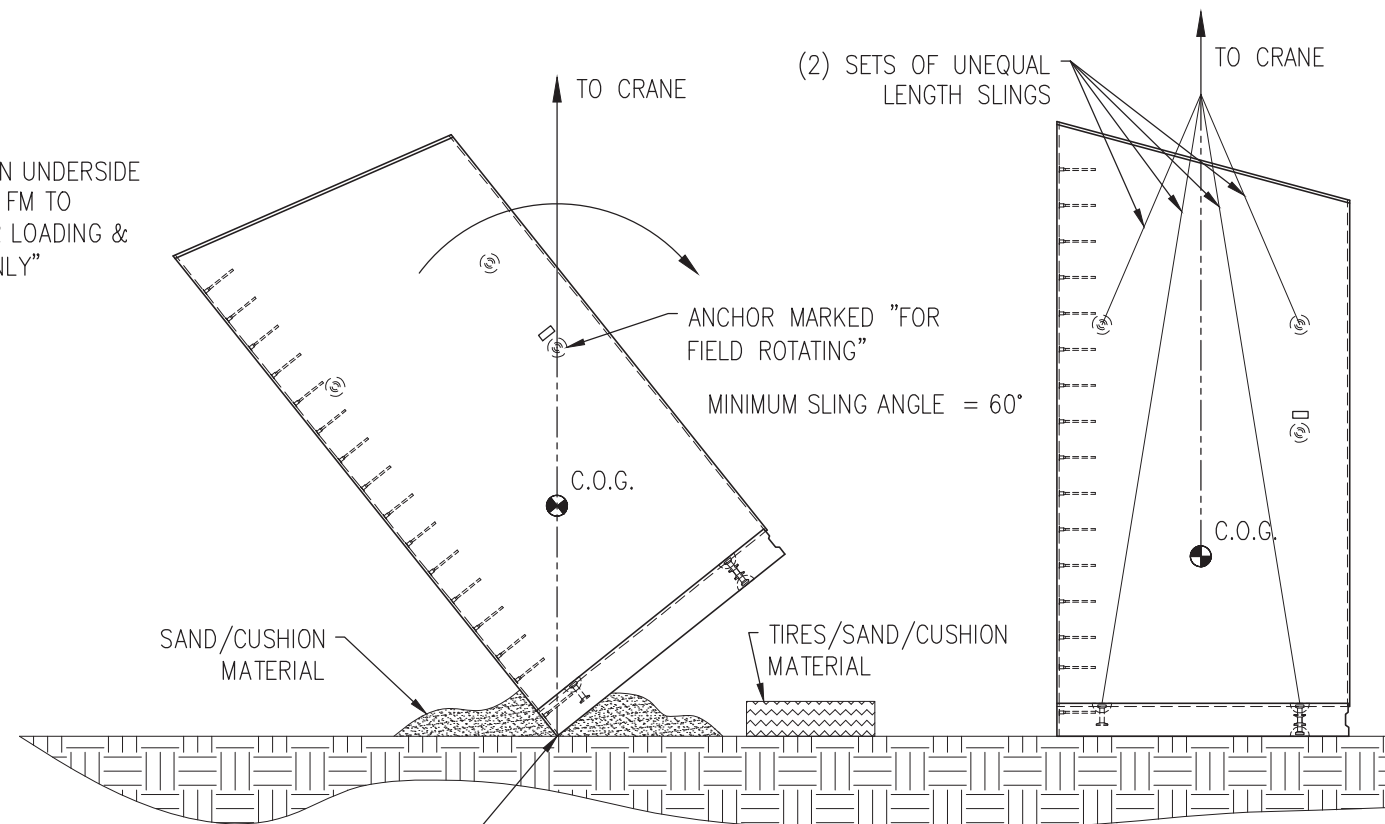 N UNDERSIDE
FM TO
LOADING &
NLY”
TO CRANE
ANCHOR MARKED ”FOR
FIELD ROTATING”
MINIMUM SLING ANGLE = 60°
C.O.G.
SAND/CUSHION
MATERIAL
TIRES/SAND/CUSHION
MATERIAL
(2) SETS OF UNEQUAL
LENGTH SLINGS
TO CRANE
C.O.G.